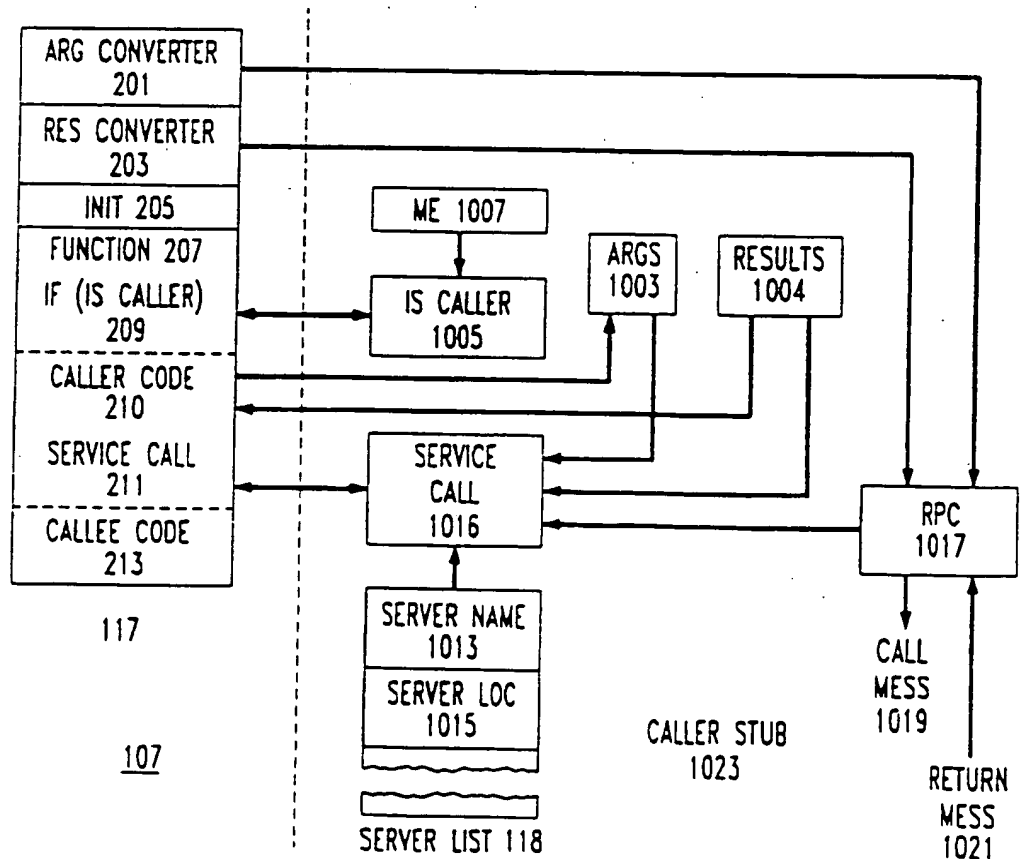 ARG CONVERTER
201
RES CONVERTER
203
INIT 205
FUNCTION 207
IF (IS CALLER)
209
CALLER CODE
210
SERVICE CALL
211
CALLEE CODE
213
117
107
ME 1007
IS CALLER
1005
ARGS
1003
RESULTS
1004
SERVICE
CALL
1016
SERVER NAME
1013
SERVER LOC
1015
SERVER LIST 118
RPC
1017
CALL
MESS
1019
CALLER STUB
1023
RETURN
MESS
1021